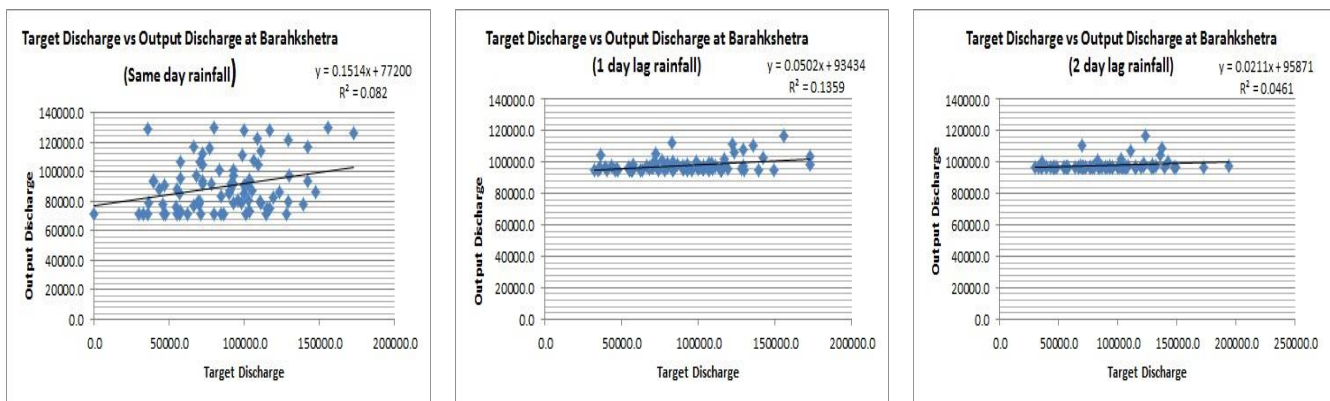 Target Discharge vs Output Discharge at Barahkshetra
(Same day rainfall)
y = 0.1514x + 77200
R² = 0.082
140000.0
120000.0
100000.0
80000.0
60000.0
40000.0
20000.0
0.0
Output Discharge
0.0 50000.0 100000.0 150000.0 200000.0
Target Discharge
Target Discharge vs Output Discharge at Barahkshetra
(1 day lag rainfall)
y = 0.0502x + 93434
R² = 0.1359
140000.0
120000.0
100000.0
80000.0
60000.0
40000.0
20000.0
0.0
Output Discharge
0.0 50000.0 100000.0 150000.0 200000.0
Target Discharge
Target Discharge vs Output Discharge at Barahkshetra
(2 day lag rainfall)
y = 0.0211x + 95871
R² = 0.0461
140000.0
120000.0
100000.0
80000.0
60000.0
40000.0
20000.0
0.0
Output Discharge
0.0 50000.0 100000.0 150000.0 200000.0 250000.0
Target Discharge